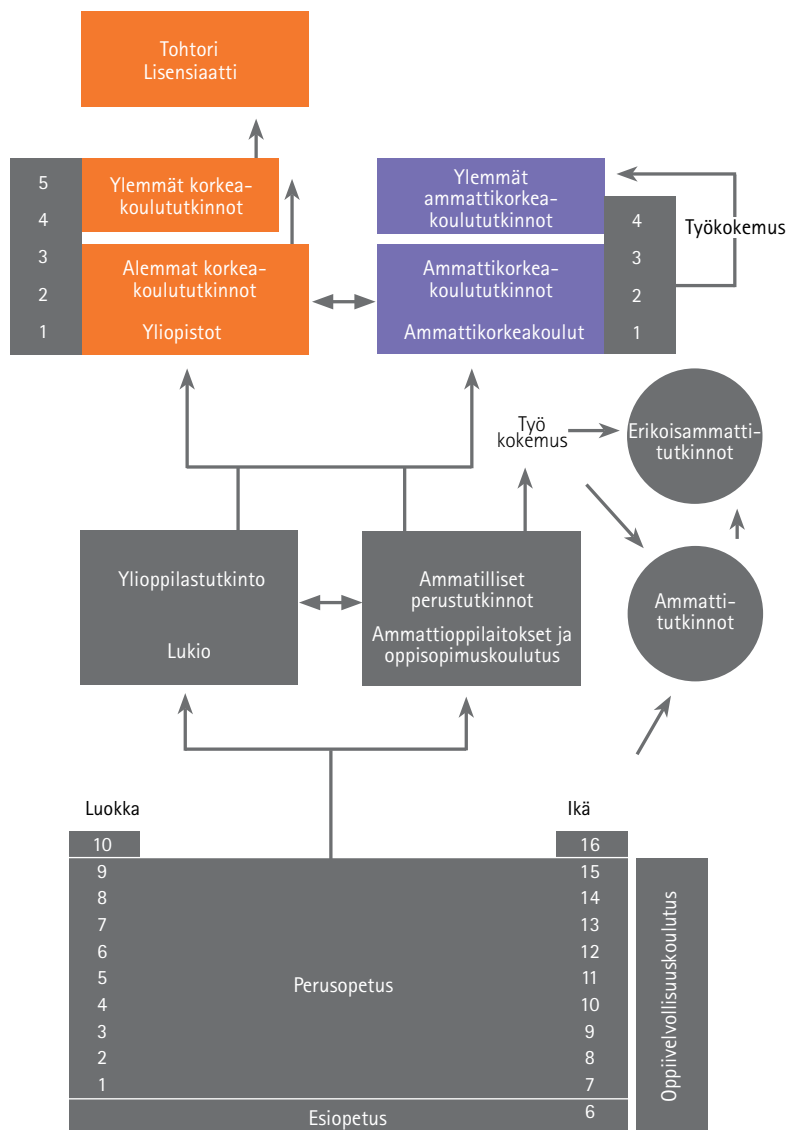 Tohtori
Lisensiaatti
5
4
3
2
1
Ylemmät korkea-
koulututkinnot
Alemmat korkea-
koulututkinnot
Yliopistot
Ylemmät
ammattikorkea-
koulututkinnot
Ammattikorkea-
koulututkinnot
Ammattikorkeakoulut
4
3
2
1
Työkokemus
Työ
kokemus
Erikoisammatti-
tutkinnot
Ammatti-
tutkinnot
Ylioppilastutkinto
Lukio
Ammatilliset
perustutkinnot
Ammattioppilaitokset ja
oppisopimuskoulutus
Luokka
Ikä
10
16
9
15
8
14
7
13
6
12
5
11
Perusopetus
4
10
3
9
2
8
1
7
Esiopetus
6
Oppiivelvollisuuskoulutus